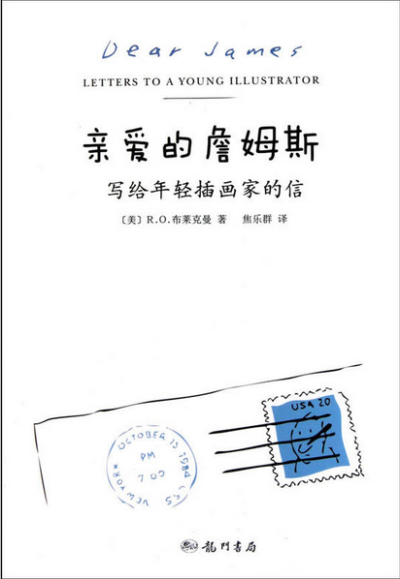 Dear James
LETTERS TO A YOUNG ILLUSTRATOR
亲爱的詹姆斯
写给年轻插画家的信
〔美〕R.O.布莱克曼 著 焦乐群 译
USA 20
OCTOBER 15 1984
PM
7 00
NEW YORK
龍門書局